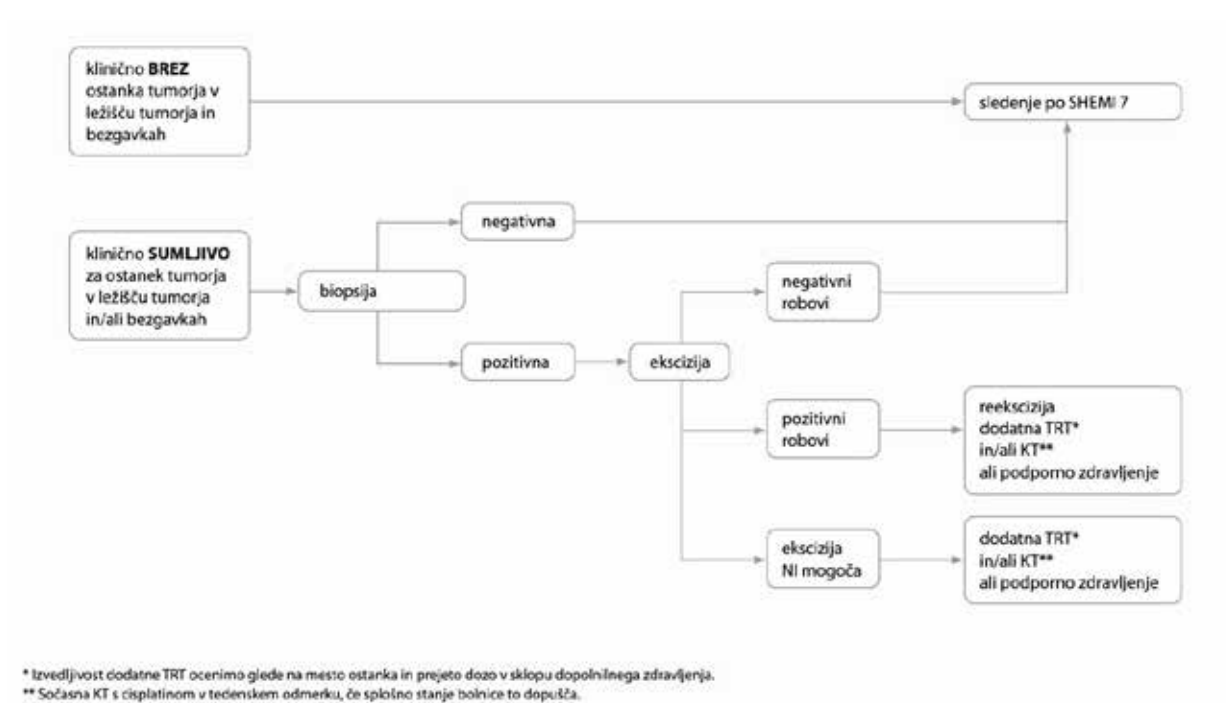 klinično BREZ
ostanka tumorja v
ležišču tumorja in
bezgavkah
sledenje po SHEMI 7
klinično SUMLJIVO
za ostanek tumorja
v ležišču tumorja
in/ali bezgavkah
biopsija
negativna
pozitivna
ekscizija
negativni
robovi
pozitivni
robovi
reekscizija
dodatna TRT*
in/ali KT**
ali podporno zdravljenje
ekscizija
NI mogoča
dodatna TRT*
in/ali KT**
ali podporno zdravljenje
* Izvedljivost dodatne TRT ocenimo glede na mesto ostanka in prejeto dozo v sklopu dopolnilnega zdravljenja.
** Sočasna KT s cisplatinom v tedenskem odmerku, če splošno stanje bolnice to dopušča.